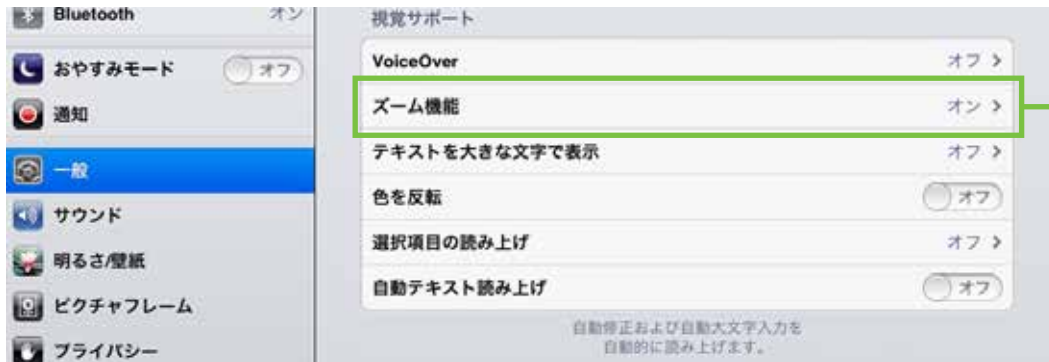 Bluetooth オン
おやすみモード オフ
通知
一般
サウンド
明るさ/壁紙
ピクチャフレーム
プライバシー
視覚サポート
VoiceOver オフ
ズーム機能 オン
テキストを大きな文字で表示 オフ
色を反転 オフ
選択項目の読み上げ オフ
自動テキスト読み上げ オフ
自動修正および自動大文字入力を
自動的に読み上げます。